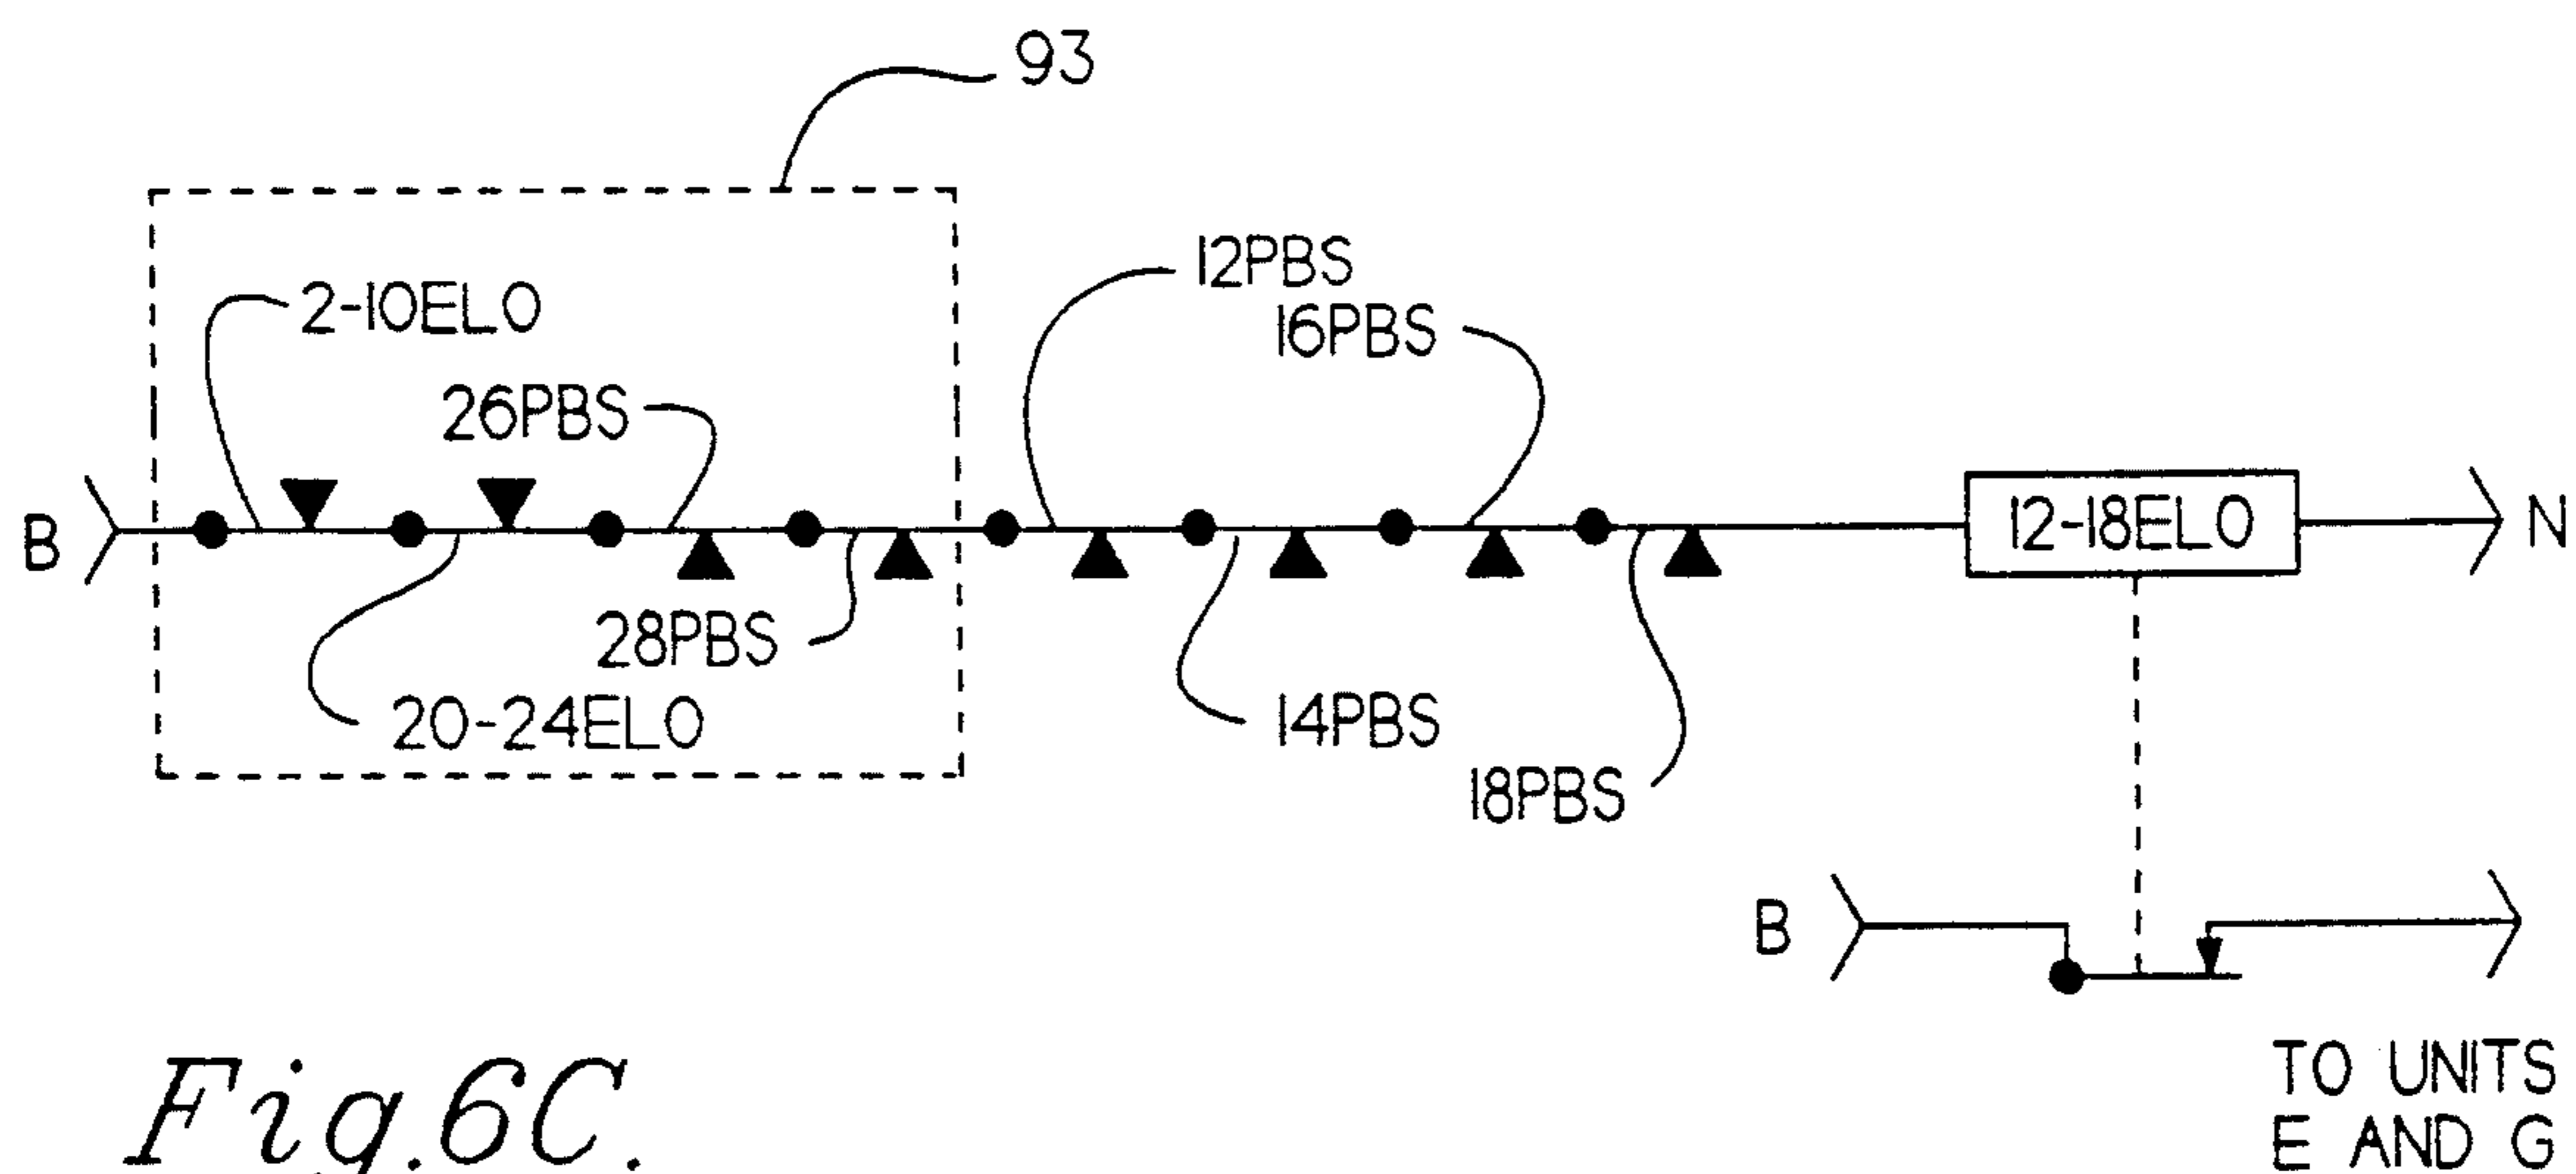 93
12PBS
2-10ELO
16PBS
26PBS
B
12-18ELO
N
28PBS
20-24ELO
14PBS
18PBS
B
TO UNITS
E AND G
Fig.6C.